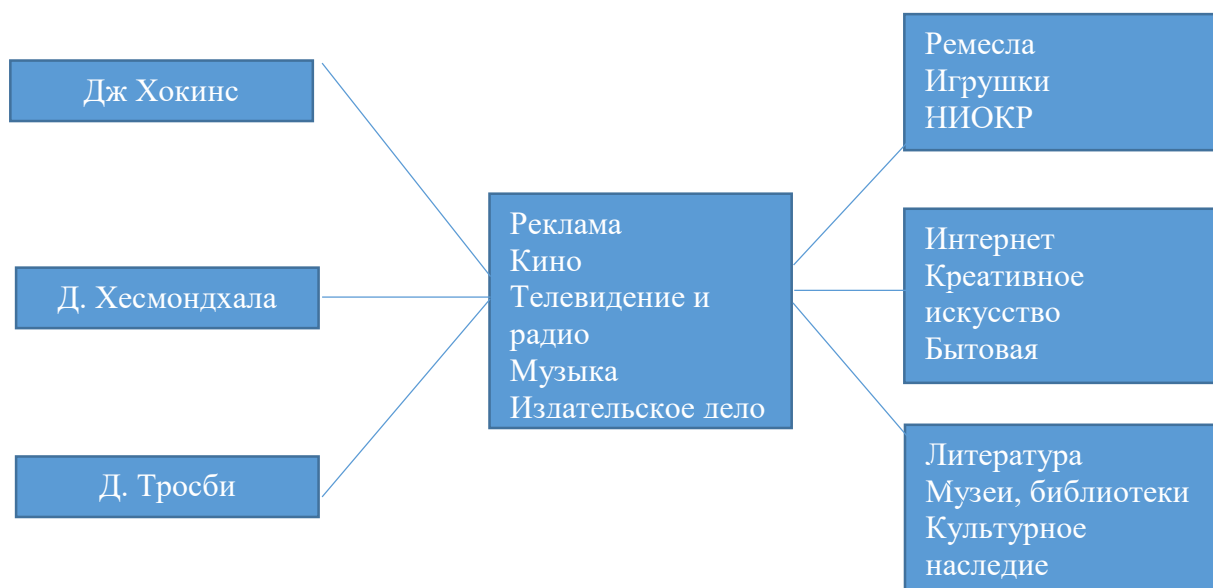 Дж Хокинс
Д. Хесмондхала
Д. Тросби
Реклама
Кино
Телевидение и
радио
Музыка
Издательское дело
Ремесла
Игрушки
НИОКР
Интернет
Креативное
искусство
Бытовая
Литература
Музеи, библиотеки
Культурное
наследие